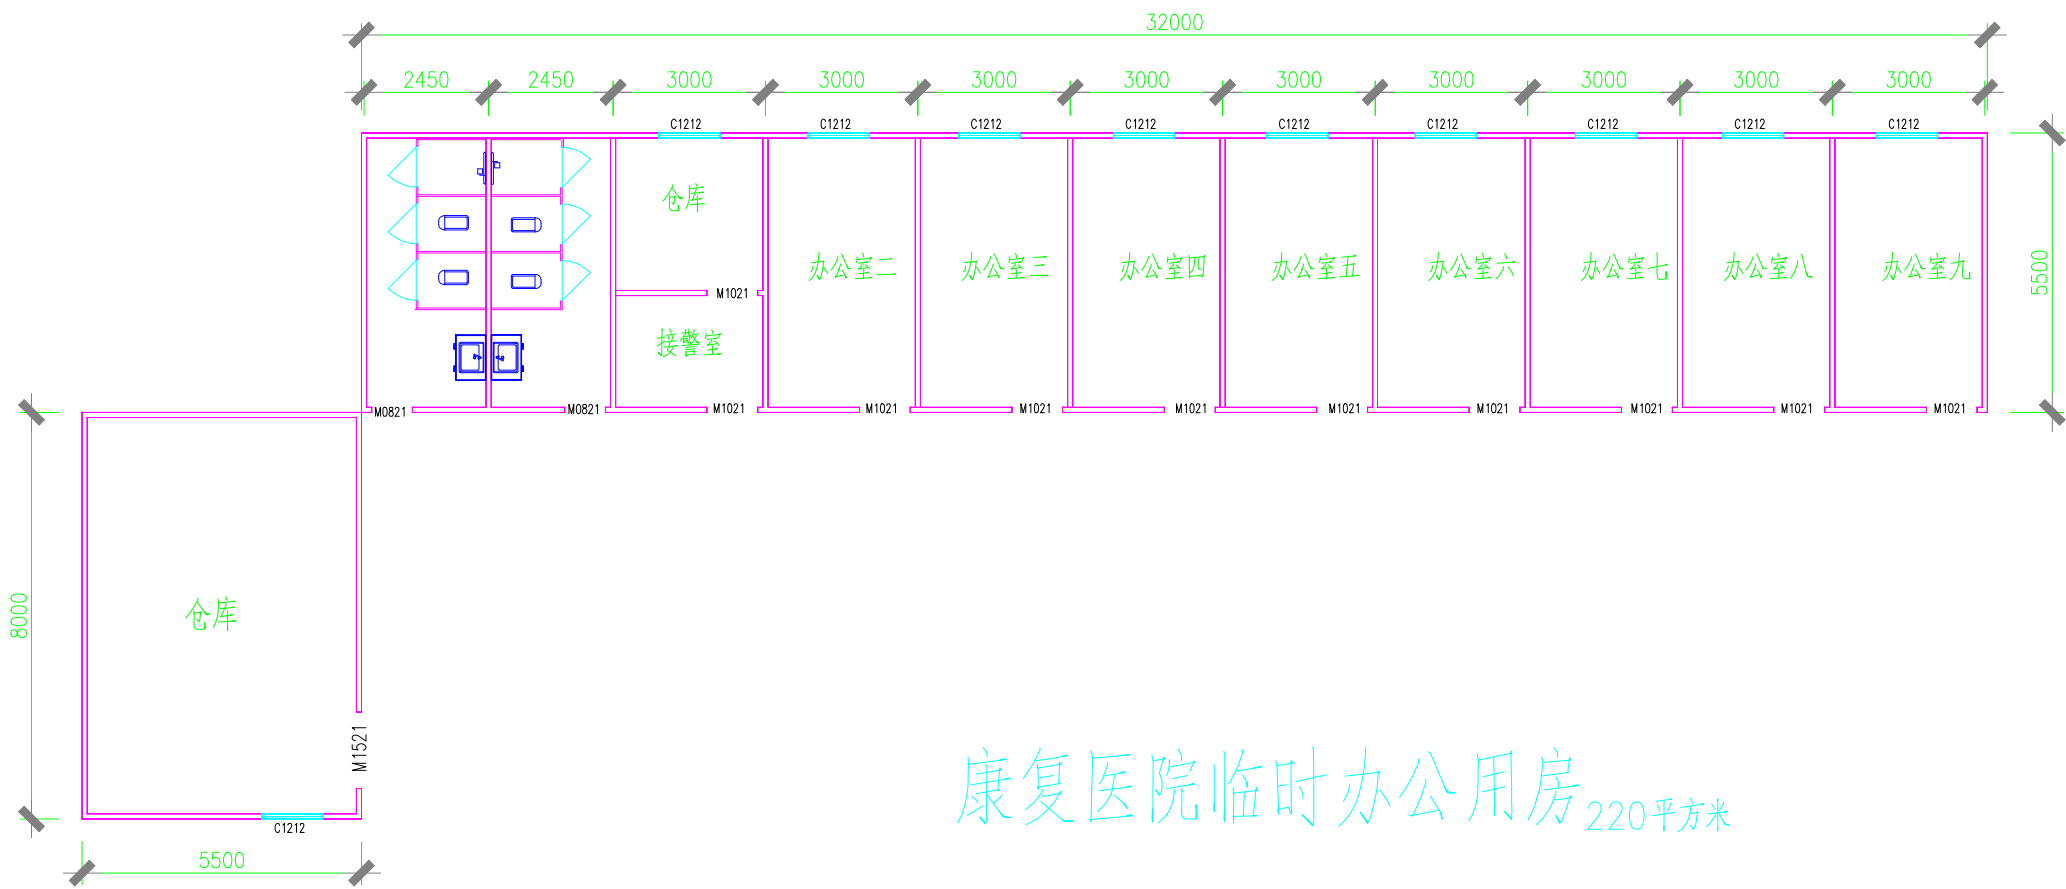 32000
2450 2450 3000 3000 3000 3000 3000 3000 3000 3000 3000
C1212 C1212 C1212 C1212 C1212 C1212 C1212 C1212 C1212
仓库
办公室二 办公室三 办公室四 办公室五 办公室六 办公室七 办公室八 办公室九
5500
M1021
接警室
M0821 M0821 M1021 M1021 M1021 M1021 M1021 M1021 M1021 M1021 M1021
仓库
8000
M1521
康复医院临时办公用房220平方米
C1212
5500